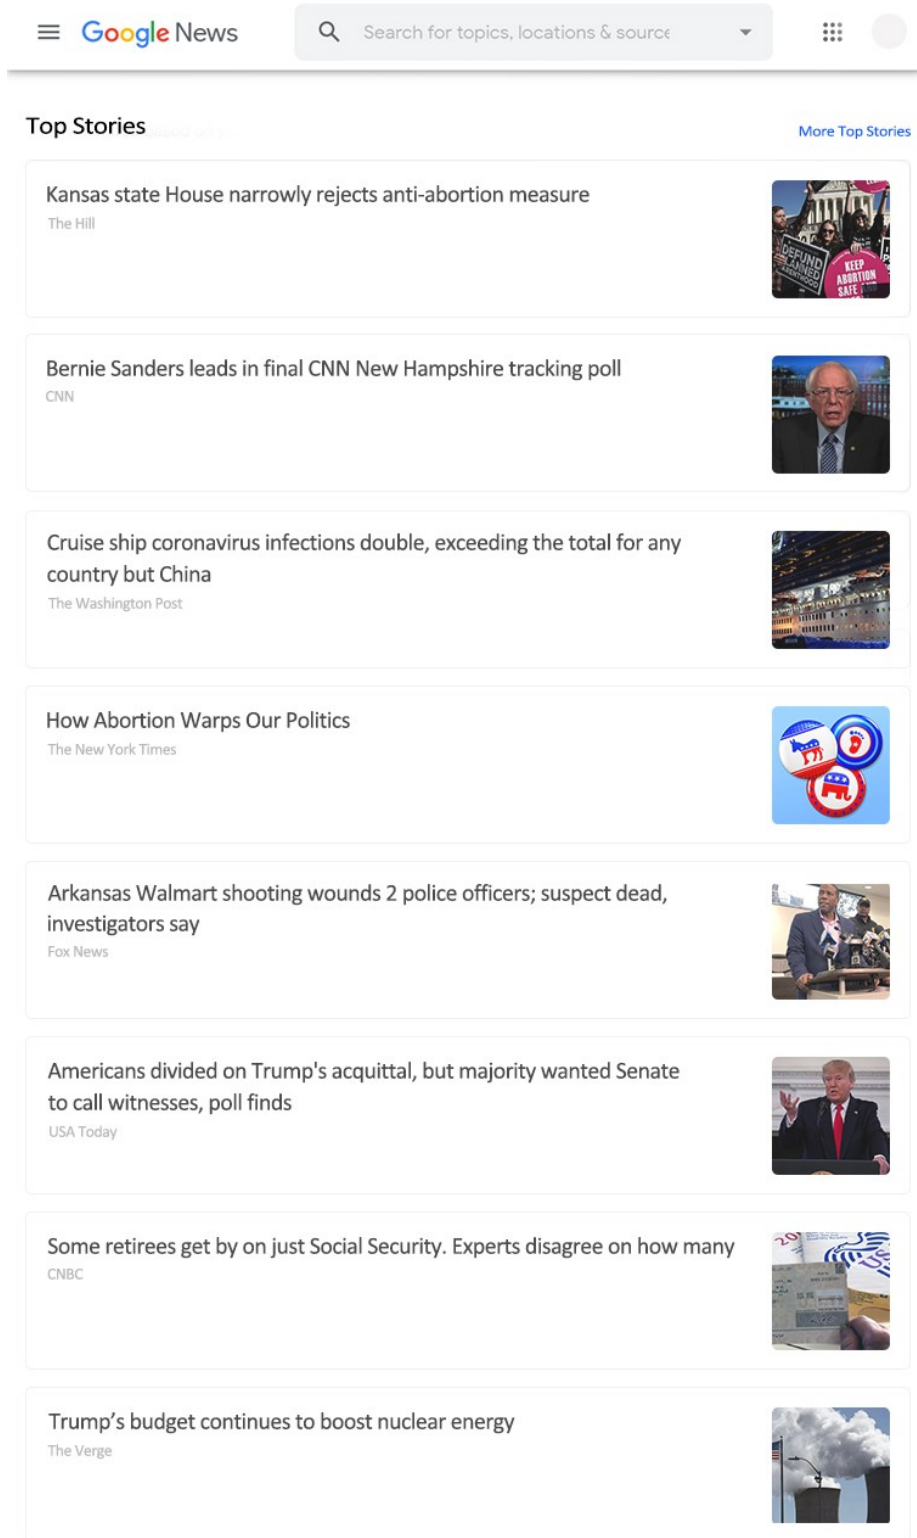 Google News
Search for topics, locations & source
Top Stories
More Top Stories
Kansas state House narrowly rejects anti-abortion measure
The Hill
DEFUND
PLANNED
PARENTHOOD
KEEP
ABORTION
SAFE
Bernie Sanders leads in final CNN New Hampshire tracking poll
CNN
Cruise ship coronavirus infections double, exceeding the total for any
country but China
The Washington Post
How Abortion Warps Our Politics
The New York Times
Arkansas Walmart shooting wounds 2 police officers; suspect dead,
investigators say
Fox News
Americans divided on Trump's acquittal, but majority wanted Senate
to call witnesses, poll finds
USA Today
Some retirees get by on just Social Security. Experts disagree on how many
CNBC
Trump’s budget continues to boost nuclear energy
The Verge